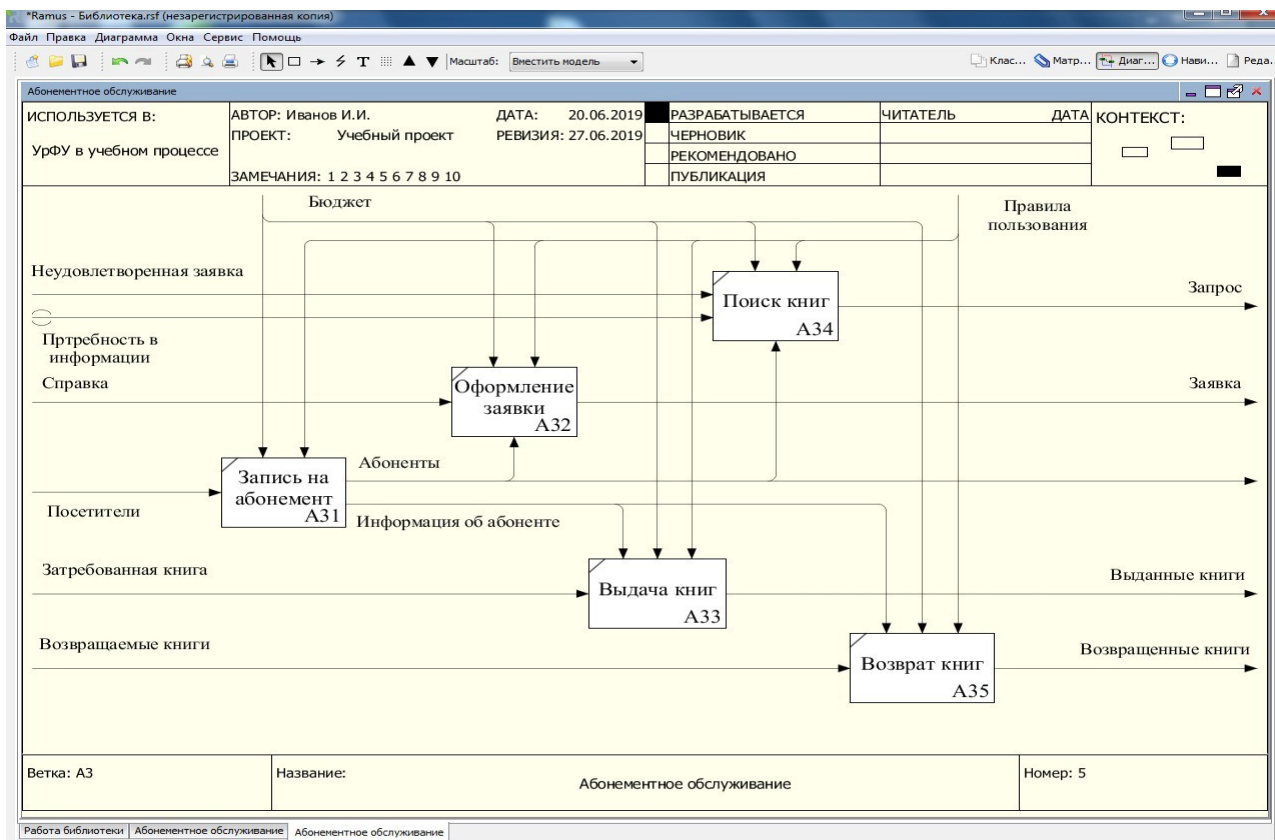 *Ramus - Библиотека.rsf (незарегистрированная копия)
Файл Правка Диаграмма Окна Сервис Помощь
Масштаб: Вместить модель Клас... Матр... Диаг... Нави... Реда...
Абонементное обслуживание
ИСПОЛЬЗУЕТСЯ В: АВТОР: Иванов И.И. ДАТА: 20.06.2019 РАЗРАБАТЫВАЕТСЯ ЧИТАТЕЛЬ ДАТА КОНТЕКСТ:
ПРОЕКТ: Учебный проект РЕВИЗИЯ: 27.06.2019 ЧЕРНОВИК
УрФУ в учебном процессе РЕКОМЕНДОВАНО
ЗАМЕЧАНИЯ: 1 2 3 4 5 6 7 8 9 10 ПУБЛИКАЦИЯ
Бюджет
Правила
пользования
Неудовлетворенная заявка
Запрос
Поиск книг
A34
Пртребность в
информации
Справка
Оформление
заявки
A32
Заявка
Абоненты
Запись на
абонемент
A31
Посетители
Информация об абоненте
Затребованная книга
Выдача книг
A33
Выданные книги
Возвращаемые книги
Возврат книг
A35
Возвращенные книги
Ветка: A3 Название: Абонементное обслуживание Номер: 5
Работа библиотеки Абонементное обслуживание Абонементное обслуживание